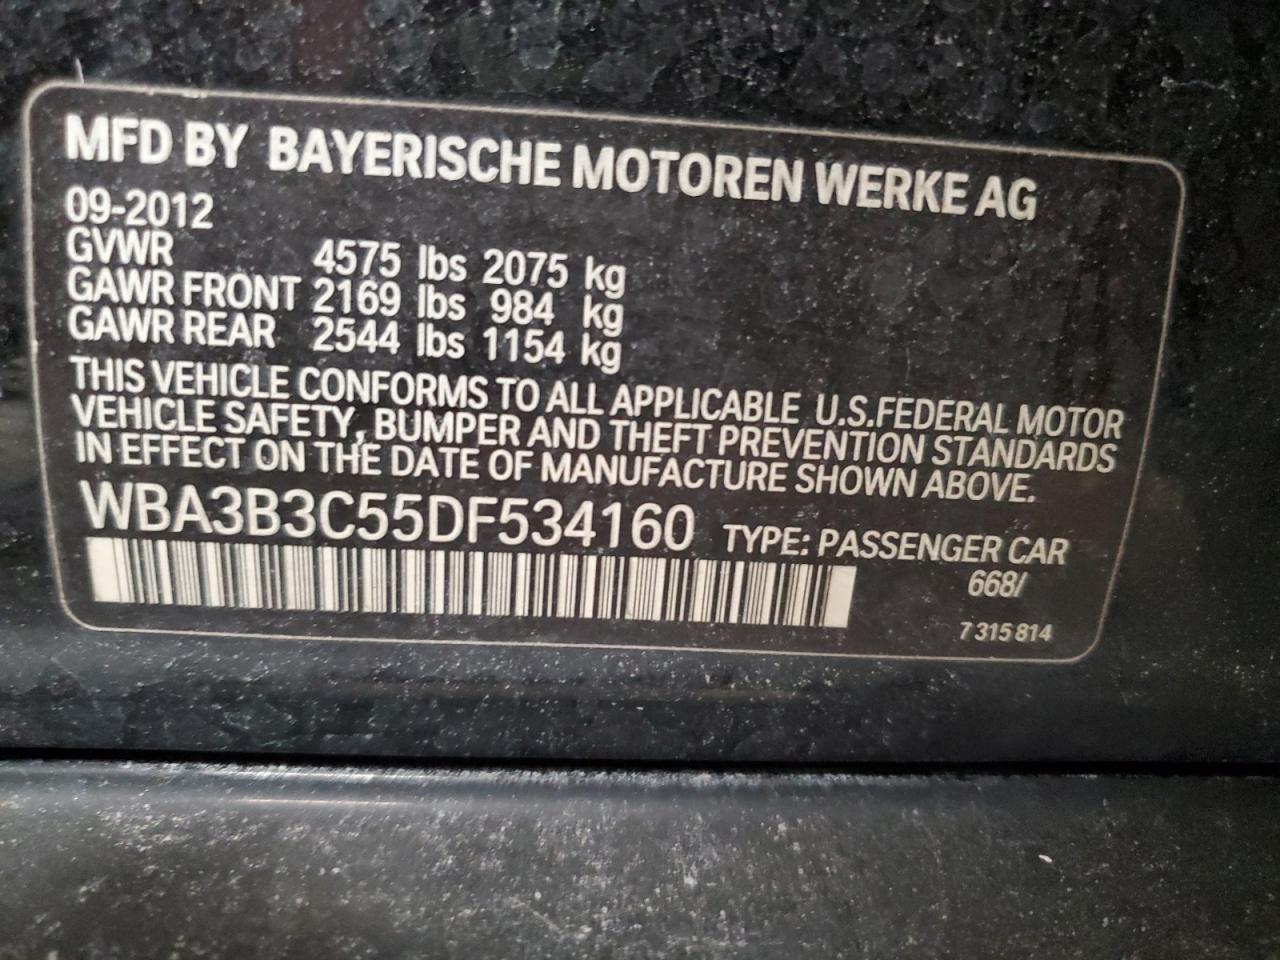 MFD BY BAYERISCHE MOTOREN WERKE AG
09-2012
GVWR 4575 lbs 2075 kg
GAWR FRONT 2169 lbs 984 kg
GAWR REAR 2544 lbs 1154 kg
THIS VEHICLE CONFORMS TO ALL APPLICABLE U.S.FEDERAL MOTOR
VEHICLE SAFETY, BUMPER AND THEFT PREVENTION STANDARDS
IN EFFECT ON THE DATE OF MANUFACTURE SHOWN ABOVE.
WBA3B3C55DF534160 TYPE: PASSENGER CAR
668/
7 315 814